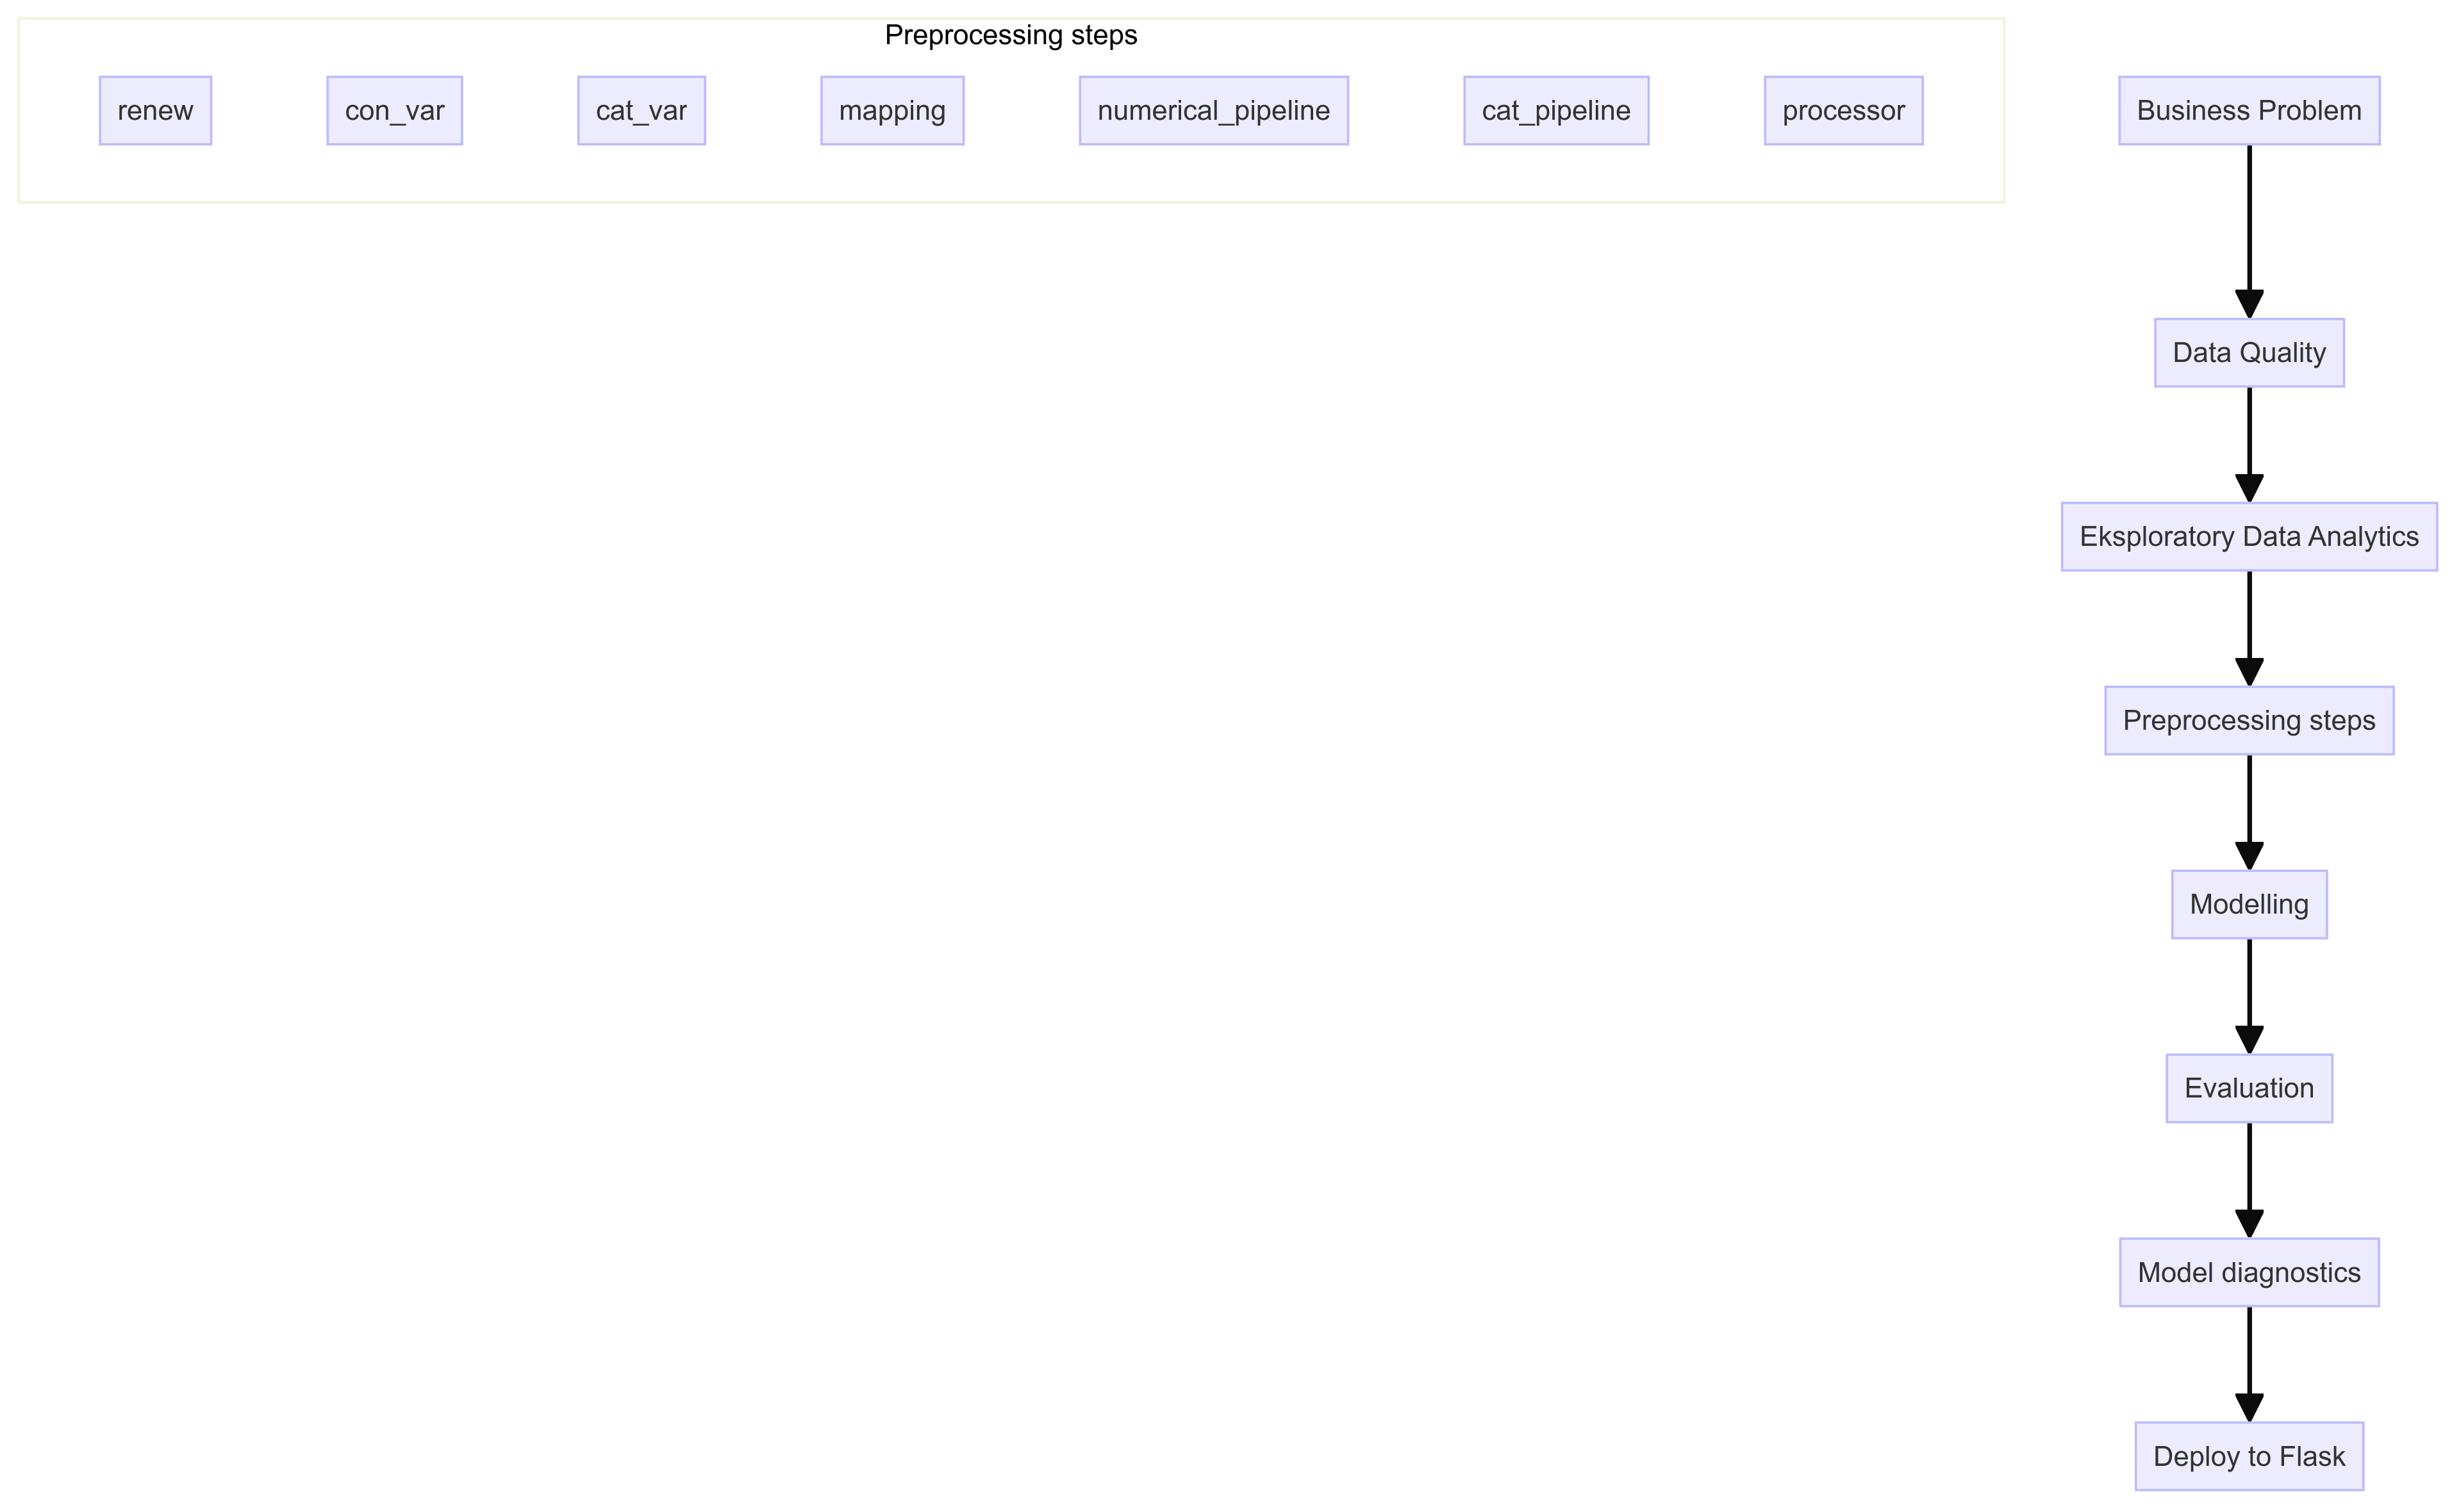 Preprocessing steps
renew
con_var
cat_var
mapping
numerical_pipeline
cat_pipeline
processor
Business Problem
Data Quality
Eksploratory Data Analytics
Preprocessing steps
Modelling
Evaluation
Model diagnostics
Deploy to Flask